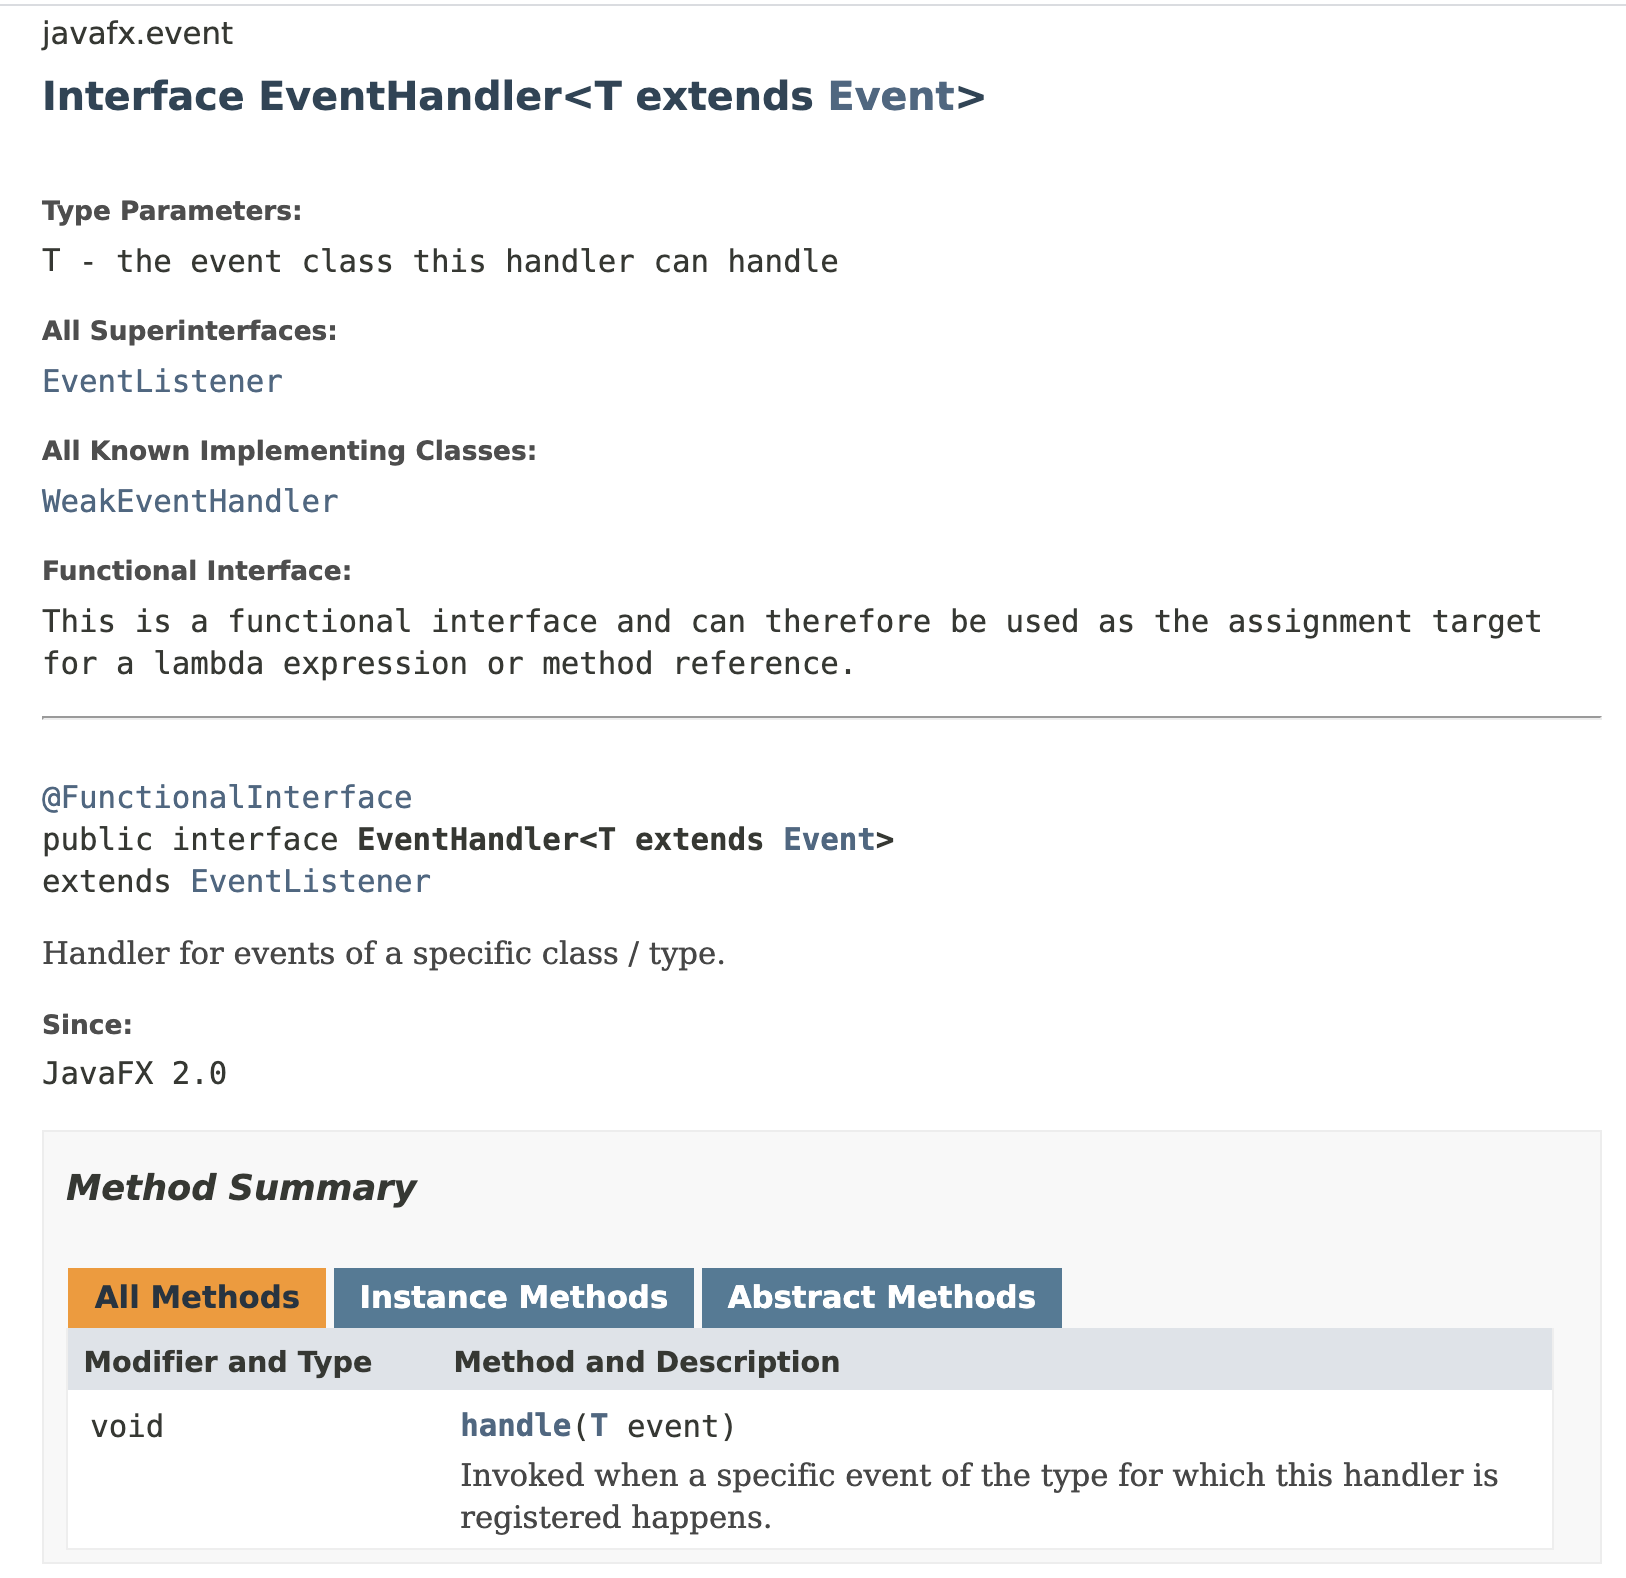 javafx.event
Interface EventHandler<T extends Event>
Type Parameters:
T - the event class this handler can handle
All Superinterfaces:
EventListener
All Known Implementing Classes:
WeakEventHandler
Functional Interface:
This is a functional interface and can therefore be used as the assignment target
for a lambda expression or method reference.
@FunctionalInterface
public interface EventHandler<T extends Event>
extends EventListener
Handler for events of a specific class / type.
Since:
JavaFX 2.0
Method Summary
All Methods Instance Methods Abstract Methods
Modifier and Type Method and Description
void handle(T event)
Invoked when a specific event of the type for which this handler is
registered happens.